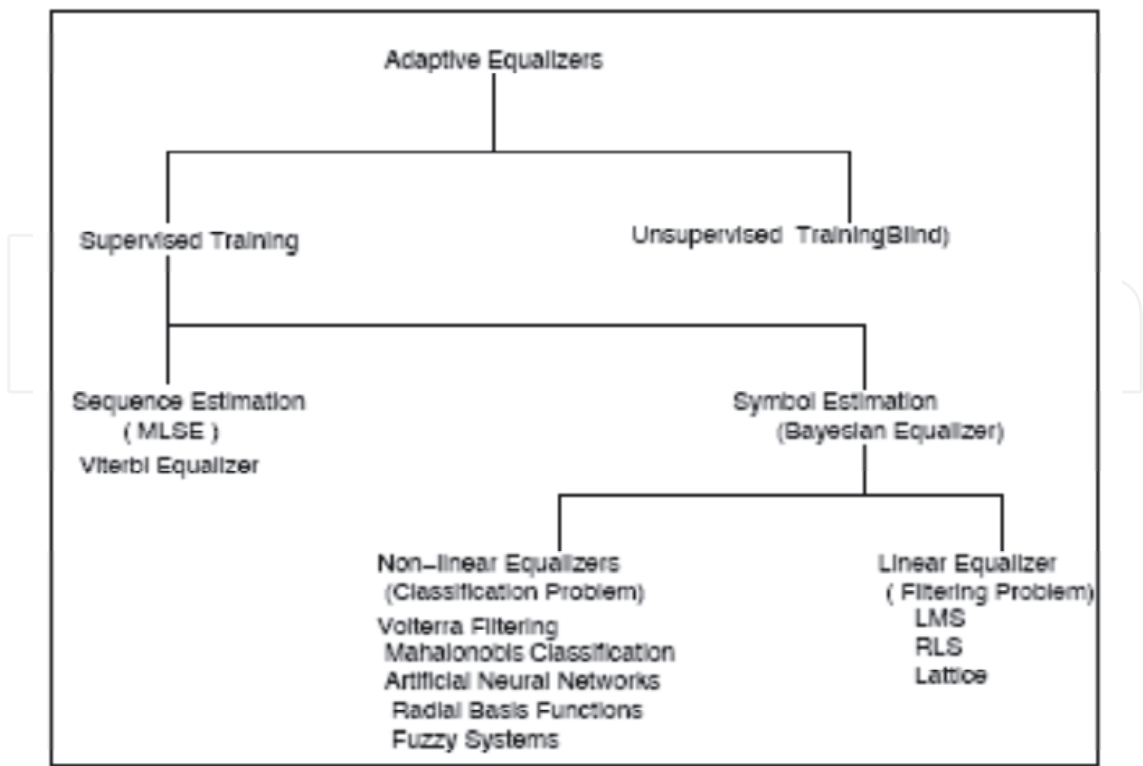 Adaptive Equalizers
Supervised Training
Unsupervised Training(Blind)
Sequence Estimation
( MLSE )
Viterbi Equalizer
Symbol Estimation
(Bayesian Equalizer)
Non-linear Equalizers
(Classification Problem)
Volterra Filtering
Mahalonobis Classification
Artificial Neural Networks
Radial Basis Functions
Fuzzy Systems
Linear Equalizer
( Filtering Problem)
LMS
RLS
Lattice